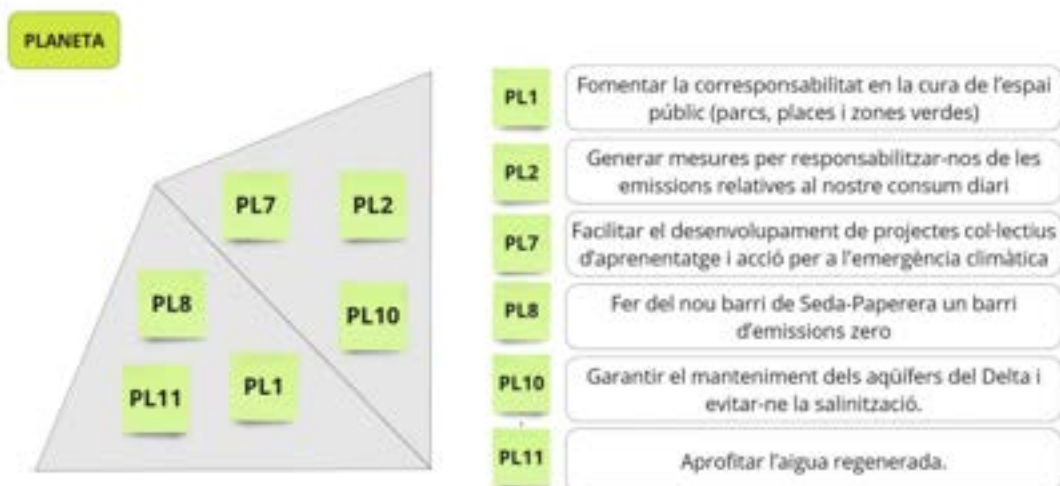 PLANETA
PL7
PL2
PL8
PL10
PL11
PL1
PL1
Fomentar la corresponsabilitat en la cura de l'espai
públic (parcs, places i zones verdes)
PL2
Generar mesures per responsabilitzar-nos de les
emissions relatives al nostre consum diari
PL7
Facilitar el desenvolupament de projectes col·lectius
d'aprenentatge i acció per a l'emergència climàtica
PL8
Fer del nou barri de Seda-Paperera un barri
d'emissions zero
PL10
Garantir el manteniment dels aqüífers del Delta i
evitar-ne la salinització.
PL11
Aprofitar l'aigua regenerada.